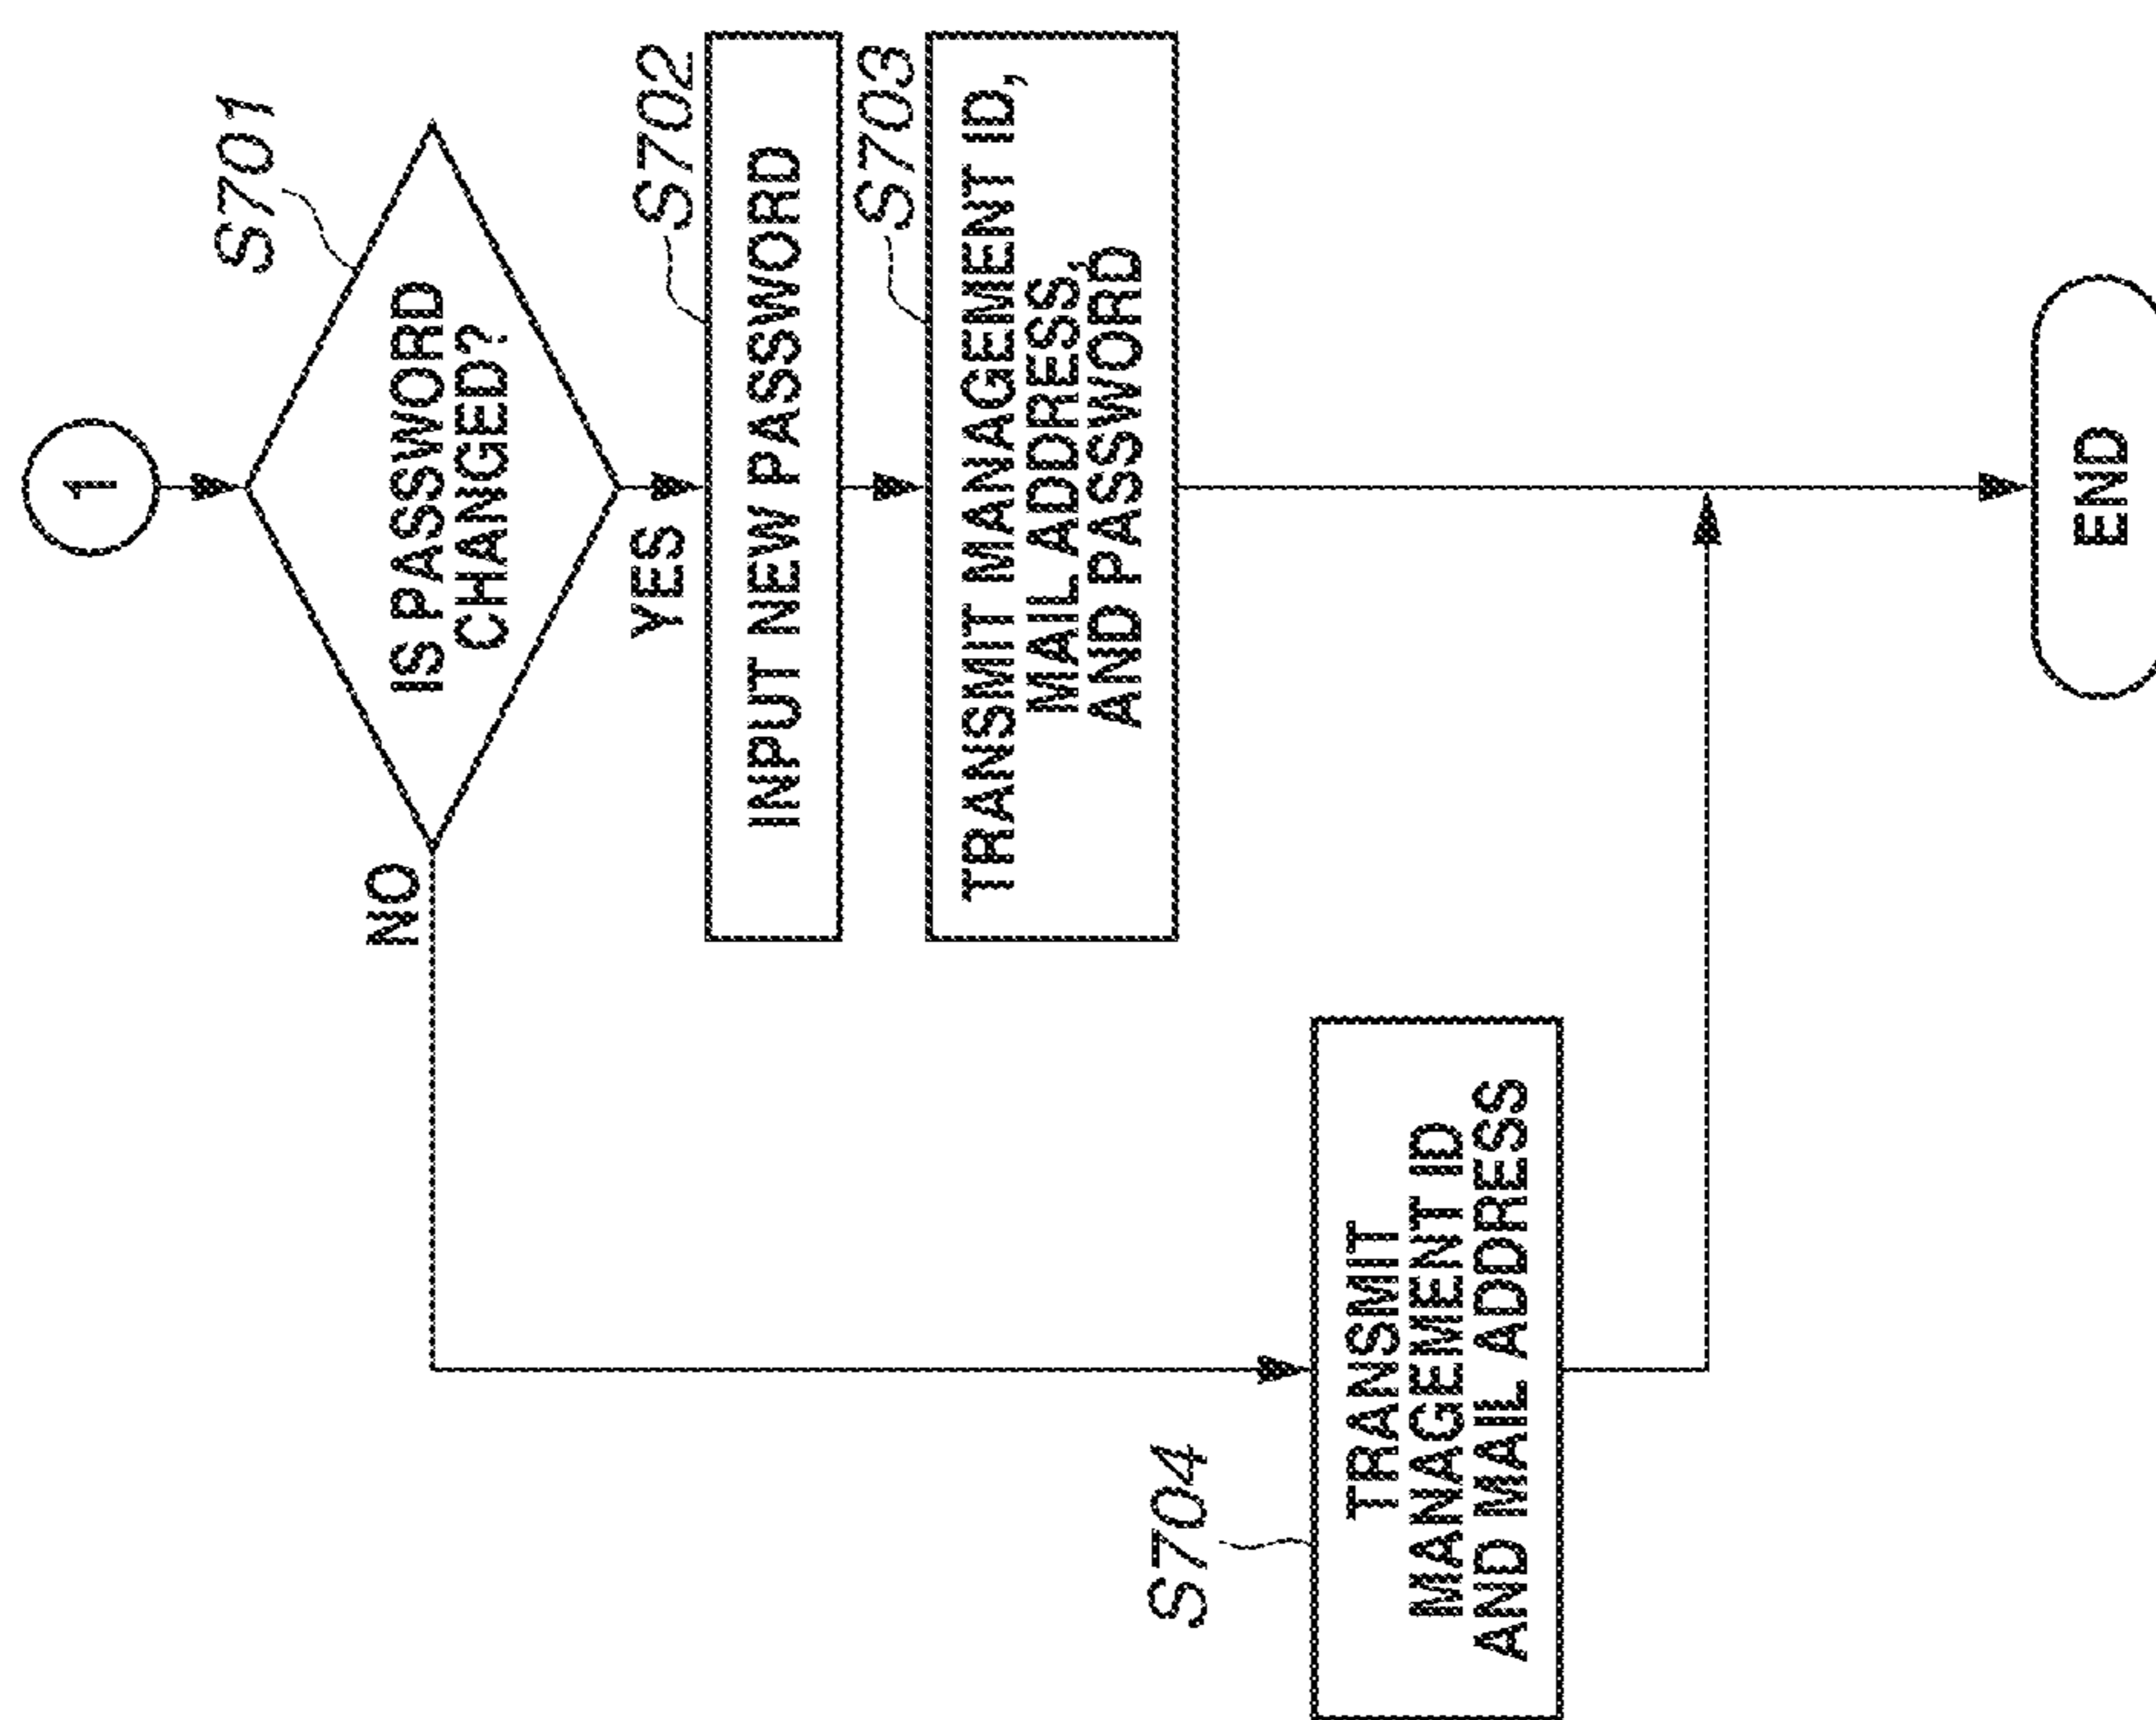 1
S701
IS PASSWORD
CHANGED?
NO
YES
S702
INPUT NEW PASSWORD
S703
TRANSMIT MANAGEMENT ID,
MAIL ADDRESS,
AND PASSWORD
S704
TRANSMIT
MANAGEMENT ID
AND MAIL ADDRESS
END